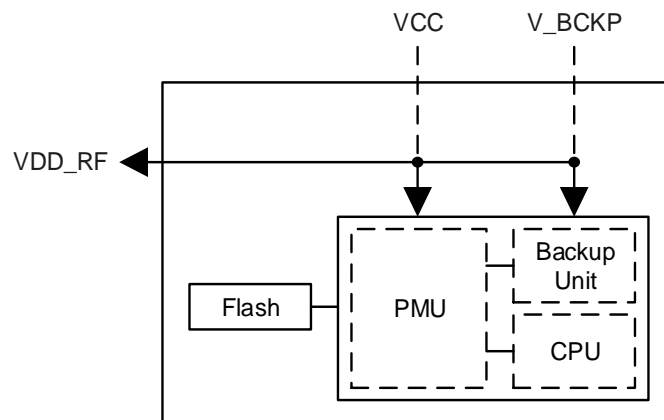 VCC
V_BCKP
VDD_RF
Backup
Unit
Flash
PMU
CPU